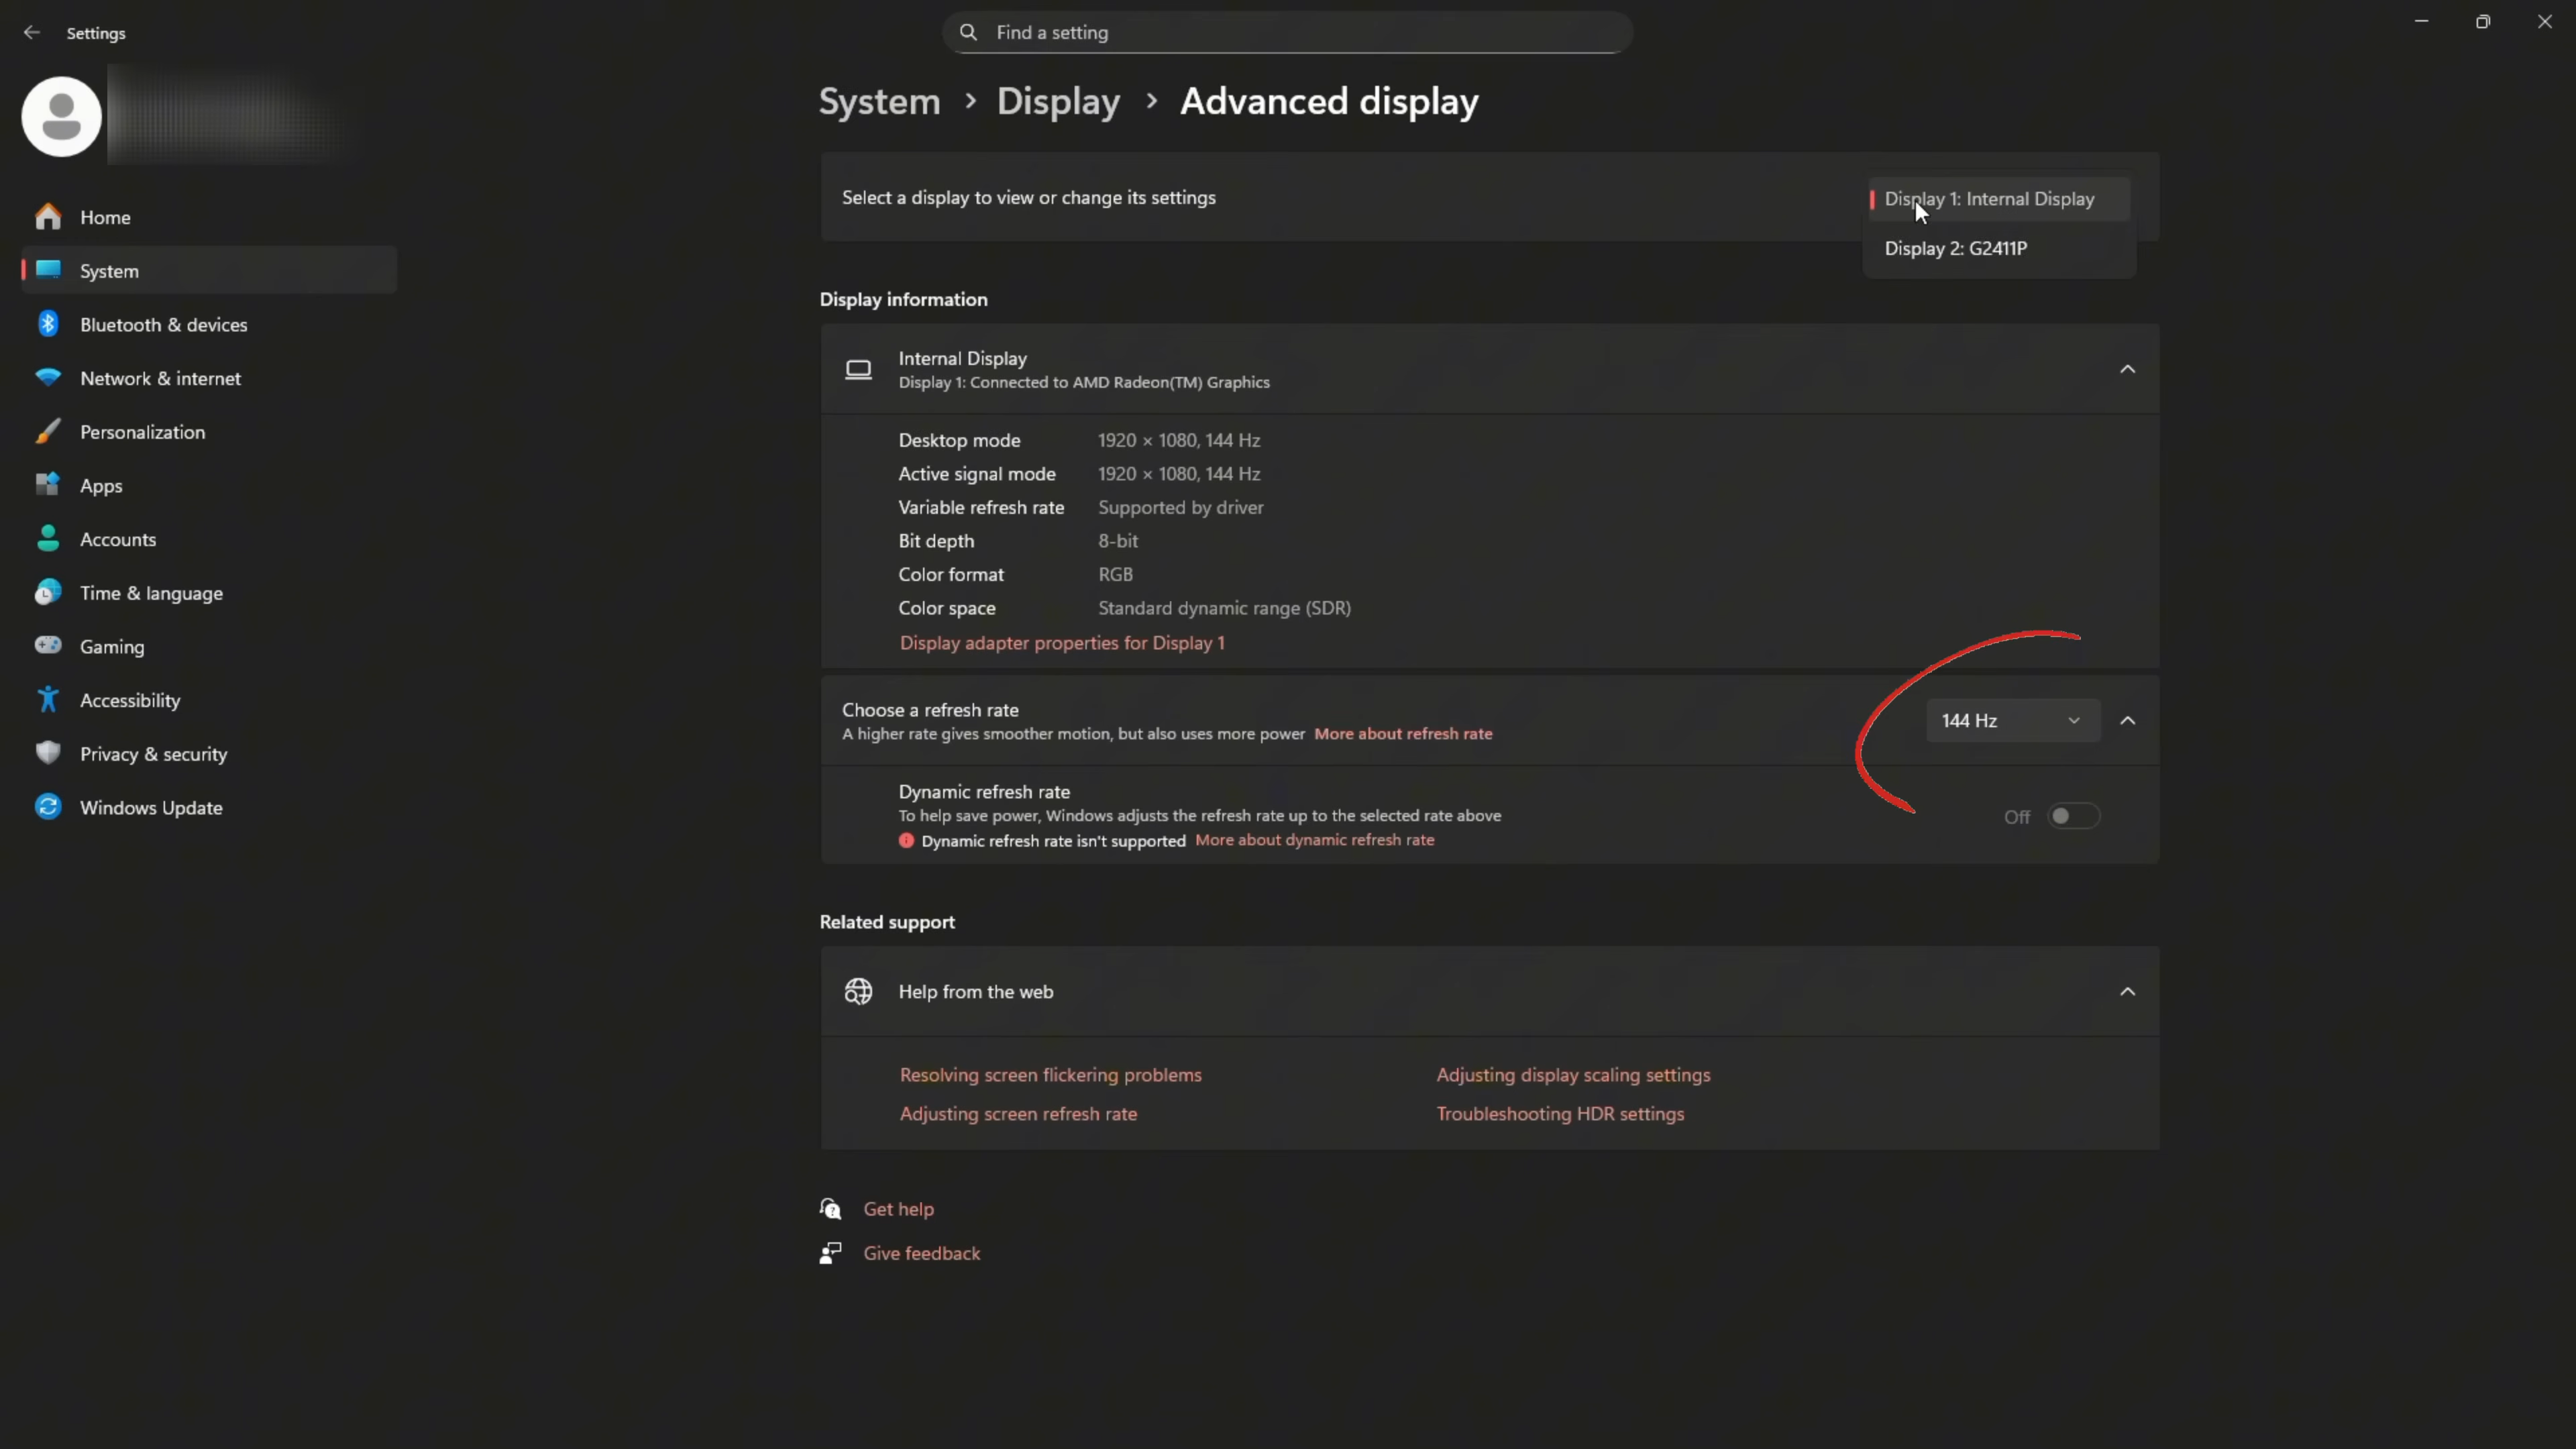 Settings
Find a setting
Home
System
Bluetooth & devices
Network & internet
Personalization
Apps
Accounts
Time & language
Gaming
Accessibility
Privacy & security
Windows Update
System > Display > Advanced display
Select a display to view or change its settings
Display 1: Internal Display
Display 2: G2411P
Display information
Internal Display
Display 1: Connected to AMD Radeon(TM) Graphics
Desktop mode 1920 × 1080, 144 Hz
Active signal mode 1920 × 1080, 144 Hz
Variable refresh rate Supported by driver
Bit depth 8-bit
Color format RGB
Color space Standard dynamic range (SDR)
Display adapter properties for Display 1
Choose a refresh rate
A higher rate gives smoother motion, but also uses more power More about refresh rate
144 Hz
Dynamic refresh rate
To help save power, Windows adjusts the refresh rate up to the selected rate above
Dynamic refresh rate isn't supported More about dynamic refresh rate
Off
Related support
Help from the web
Resolving screen flickering problems Adjusting display scaling settings
Adjusting screen refresh rate Troubleshooting HDR settings
Get help
Give feedback